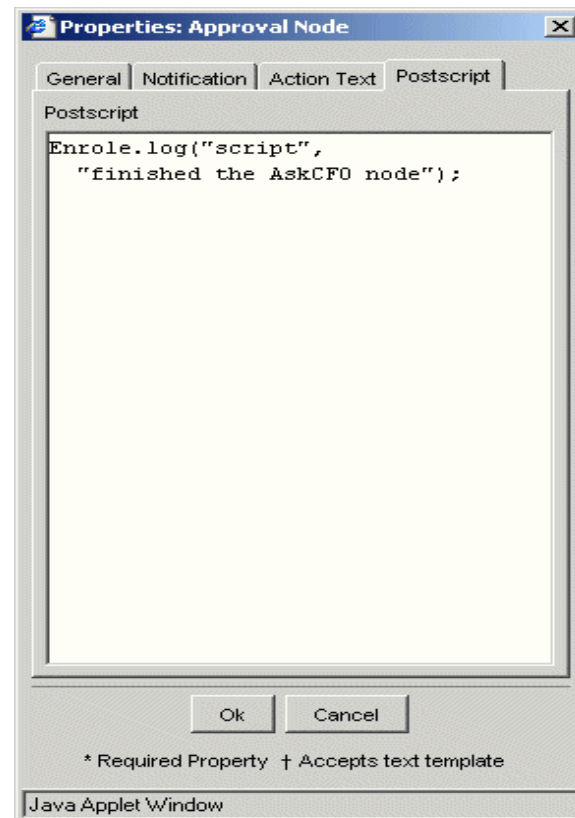 Properties: Approval Node
General Notification Action Text Postscript
Postscript
Enrole.log("script",
"finished the AskCFO node");
Ok Cancel
* Required Property † Accepts text template
Java Applet Window